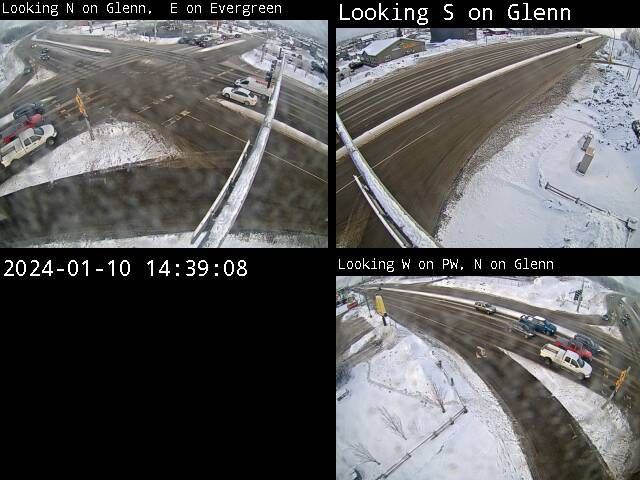 Looking N on Glenn,  E on Evergreen
Looking S on Glenn
2024-01-10 14:39:08
Looking W on PW, N on Glenn